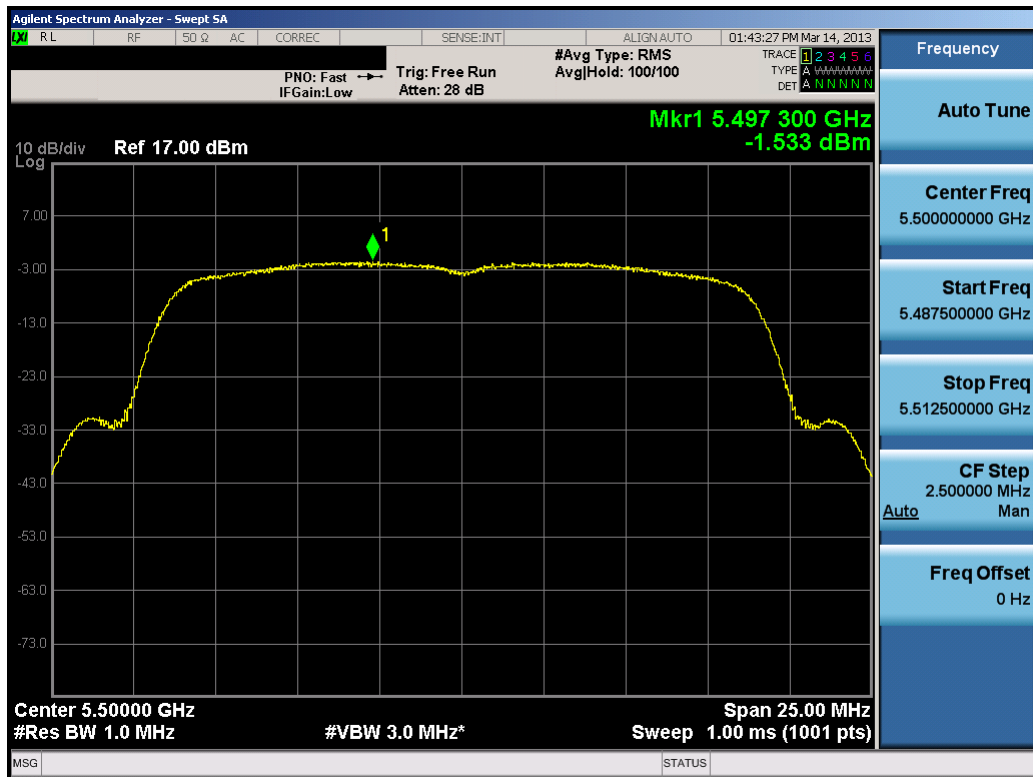 Agilent Spectrum Analyzer - Swept SA
LXI RL RF 50 Ω AC CORREC SENSE:INT ALIGN AUTO 01:43:27 PM Mar 14, 2013
PNO: Fast
IFGain:Low
Trig: Free Run
Atten: 28 dB
#Avg Type: RMS
Avg|Hold: 100/100
TRACE 1 2 3 4 5 6
TYPE A WWWWW
DET A N N N N N
Mkr1 5.497 300 GHz
-1.533 dBm
10 dB/div Ref 17.00 dBm
Log
7.00
1
-3.00
-13.0
-23.0
-33.0
-43.0
-53.0
-63.0
-73.0
Center 5.50000 GHz Span 25.00 MHz
#Res BW 1.0 MHz #VBW 3.0 MHz* Sweep 1.00 ms (1001 pts)
MSG STATUS
Frequency
Auto Tune
Center Freq
5.500000000 GHz
Start Freq
5.487500000 GHz
Stop Freq
5.512500000 GHz
CF Step
2.500000 MHz
Auto Man
Freq Offset
0 Hz